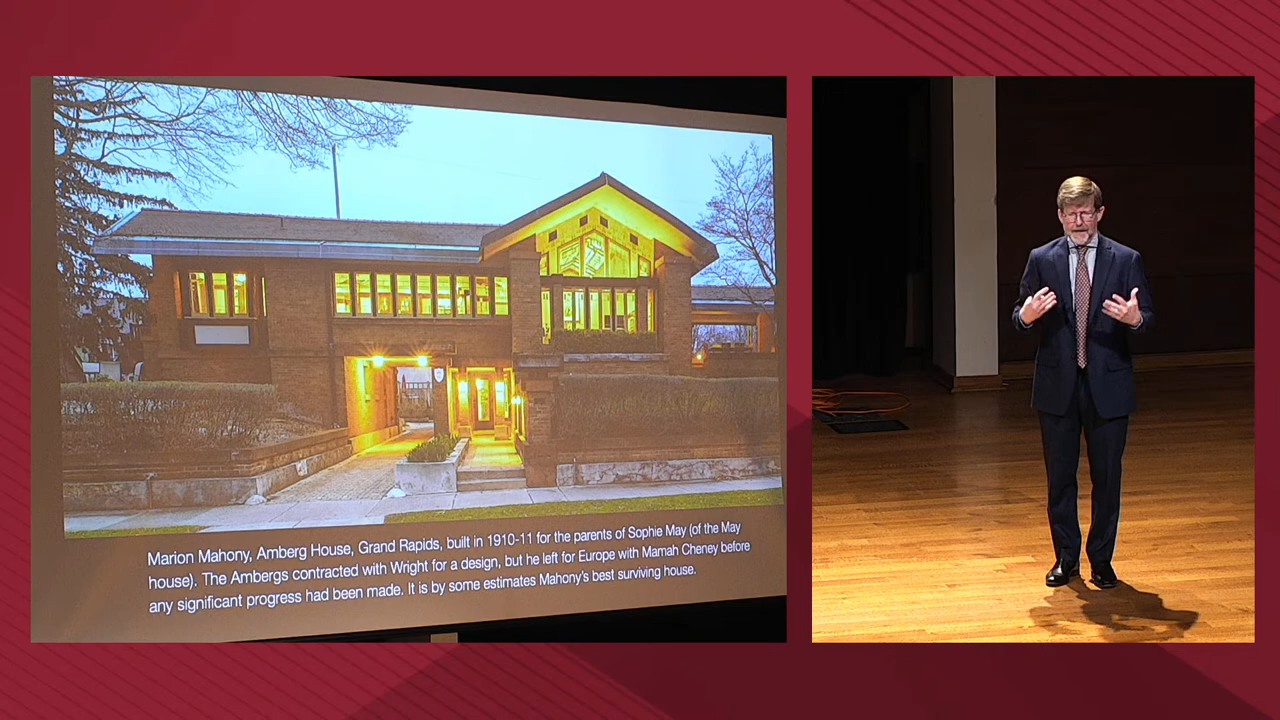 Marion Mahony, Amberg House, Grand Rapids, built in 1910-11 for the parents of Sophie May (of the May
house). The Ambergs contracted with Wright for a design, but he left for Europe with Mamah Cheney before
any significant progress had been made. It is by some estimates Mahony's best surviving house.